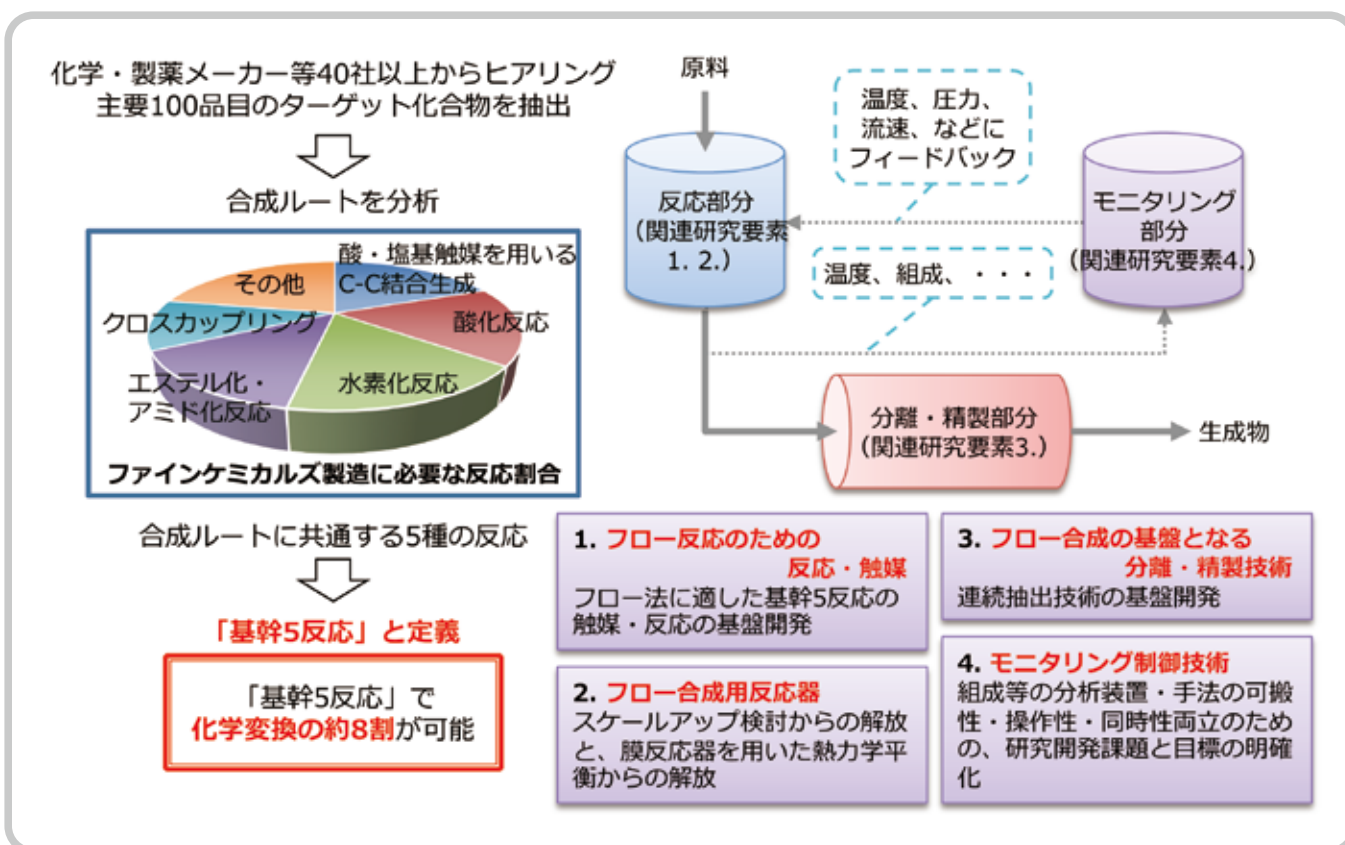 化学・製薬メーカー等40社以上からヒアリング
主要100品目のターゲット化合物を抽出
合成ルートを分析
酸・塩基触媒を用いる
C-C結合生成
その他
クロスカップリング
酸化反応
エステル化・
アミド化反応
水素化反応
ファインケミカルズ製造に必要な反応割合
合成ルートに共通する5種の反応
「基幹5反応」と定義
「基幹5反応」で
化学変換の約8割が可能
原料
温度、圧力、
流速、などに
フィードバック
反応部分
(関連研究要素
1. 2.)
モニタリング
部分
(関連研究要素4.)
温度、組成、・・・
分離・精製部分
(関連研究要素3.)
生成物
1. フロー反応のための
反応・触媒
フロー法に適した基幹5反応の
触媒・反応の基盤開発
2. フロー合成用反応器
スケールアップ検討からの解放
と、膜反応器を用いた熱力学平
衡からの解放
3. フロー合成の基盤となる
分離・精製技術
連続抽出技術の基盤開発
4. モニタリング制御技術
組成等の分析装置・手法の可搬
性・操作性・同時性両立のため
の、研究開発課題と目標の明確
化